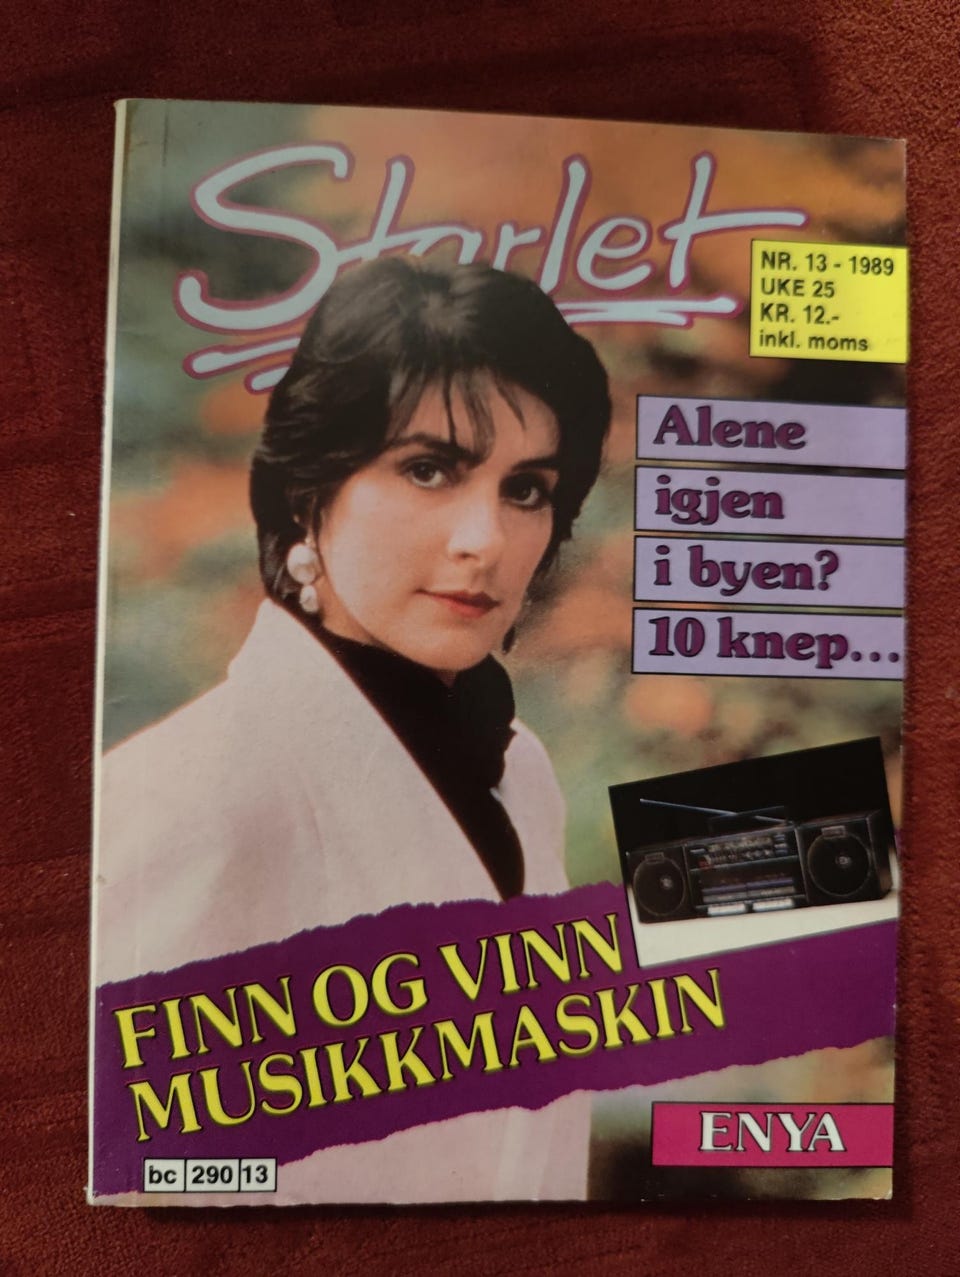 Starlet
NR. 13 - 1989
UKE 25
KR. 12.-
inkl. moms
Alene
igjen
i byen?
10 knep...
FINN OG VINN
MUSIKKMASKIN
ENYA
bc 290 13